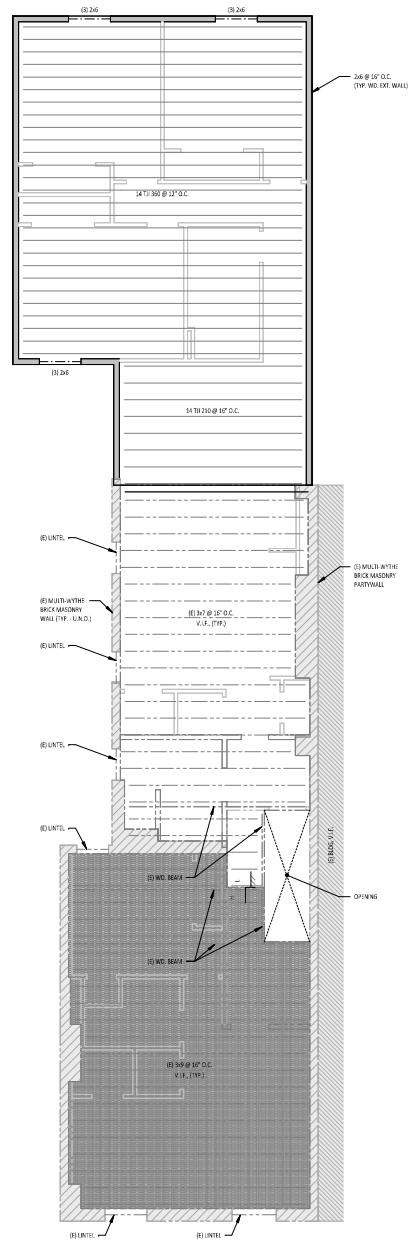 (3) 2x6
(3) 2x6
2x6 @ 16" O.C.
(TYP. WD. EXT. WALL)
14 TJI 360 @ 12" O.C.
(3) 2x6
14 TJI 210 @ 16" O.C.
(E) LINTEL
(E) MULTI-WYTHE
BRICK MASONRY
PARTYWALL
(E) MULTI-WYTHE
BRICK MASONRY
WALL (TYP. - U.N.O.)
(E) 3x7 @ 16" O.C.
V.I.F., (TYP.)
(E) LINTEL
(E) LINTEL
(E) LINTEL
(E) BLDG, V.I.F.
(E) WD. BEAM
OPENING
(E) WD. BEAM
(E) 3x9 @ 16" O.C.
V.I.F., (TYP.)
(E) LINTEL
(E) LINTEL